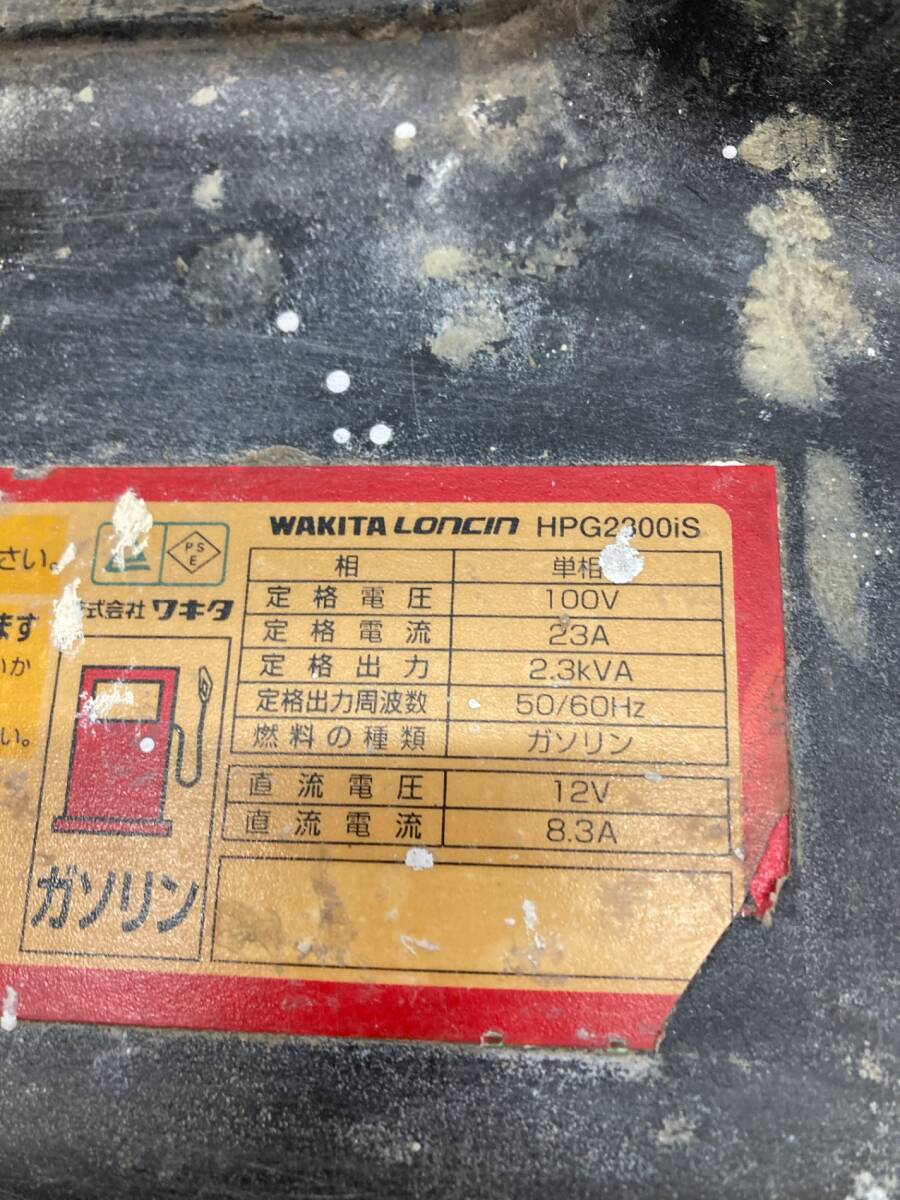 さい。
ます
いか
い。
PS
E
式会社 ワキタ
ガソリン
WAKITA LONCIN HPG2300iS
相 単相
定格電圧 100V
定格電流 23A
定格出力 2.3kVA
定格出力周波数 50/60Hz
燃料の種類 ガソリン
直流電圧 12V
直流電流 8.3A